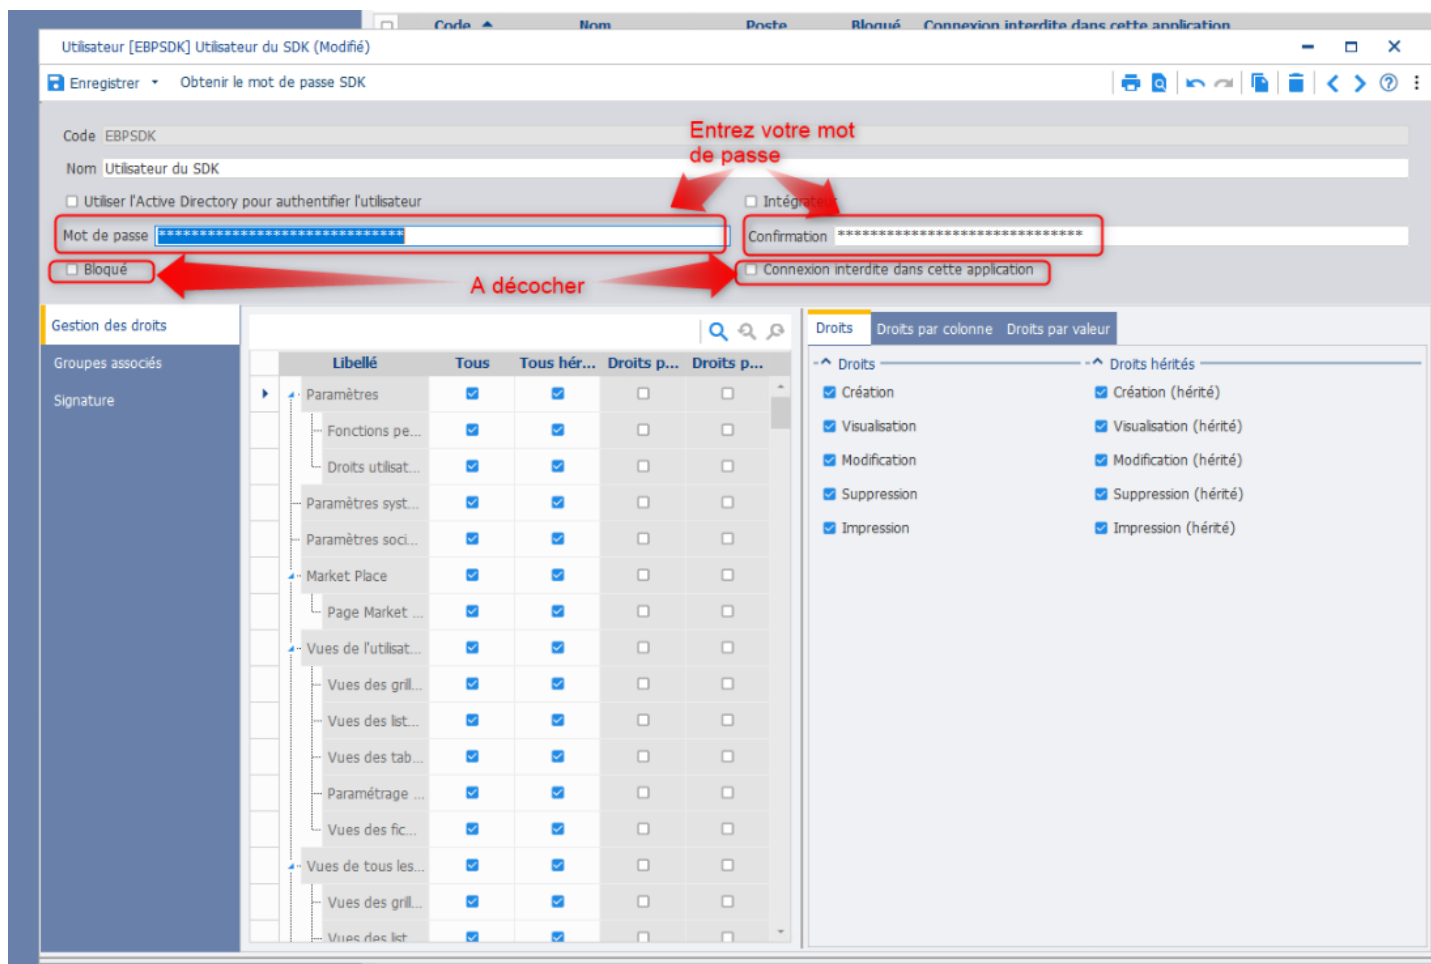 Code Nom Poste Bloqué Connexion interdite dans cette application
Utilisateur [EBPSDK] Utilisateur du SDK (Modifié)
Enregistrer Obtenir le mot de passe SDK
Entrez votre mot
de passe
Code EBPSDK
Nom Utilisateur du SDK
Utiliser l'Active Directory pour authentifier l'utilisateur Intégrateur
Mot de passe ****************************** Confirmation ******************************
Bloqué Connexion interdite dans cette application
A décocher
Gestion des droits
Groupes associés
Signature
Libellé Tous Tous hér... Droits p... Droits p...
Paramètres
Fonctions pe...
Droits utilisat...
Paramètres syst...
Paramètres soci...
Market Place
Page Market ...
Vues de l'utilisat...
Vues des gril...
Vues des list...
Vues des tab...
Paramétrage ...
Vues des fic...
Vues de tous les...
Vues des gril...
Vues des list
Droits Droits par colonne Droits par valeur
Droits Droits hérités
Création Création (hérité)
Visualisation Visualisation (hérité)
Modification Modification (hérité)
Suppression Suppression (hérité)
Impression Impression (hérité)